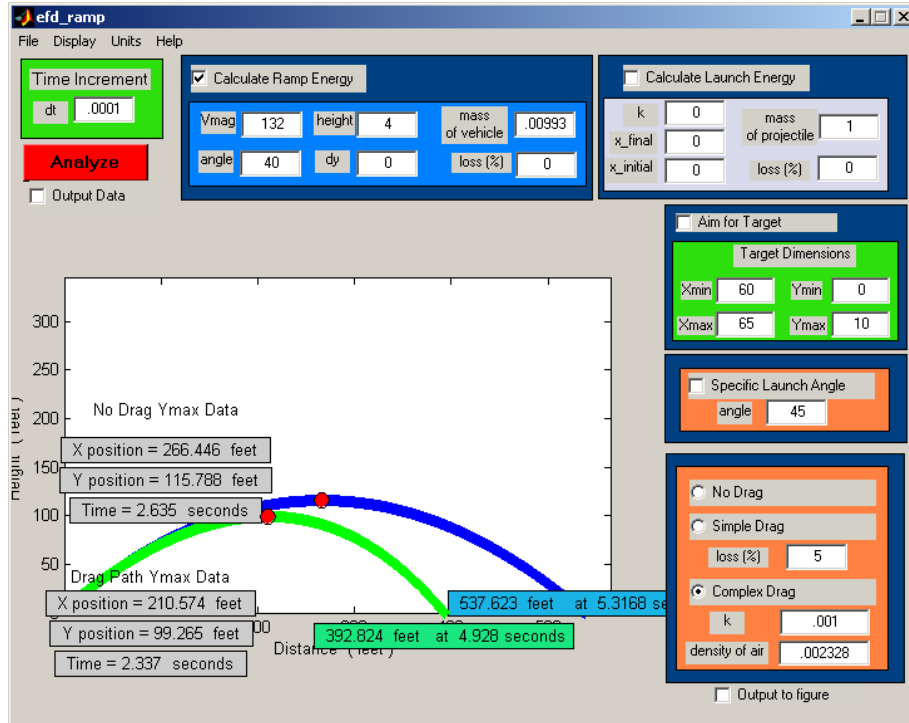 efd_ramp
File Display Units Help
Time Increment
dt .0001
Analyze
Output Data
Calculate Ramp Energy
Vmag 132 height 4 mass of vehicle .00993
angle 40 dy 0 loss (%) 0
Calculate Launch Energy
k 0
x_final 0
x_initial 0
mass of projectile 1
loss (%) 0
Aim for Target
Target Dimensions
Xmin 60 Ymin 0
Xmax 65 Ymax 10
Specific Launch Angle
angle 45
No Drag
Simple Drag
loss (%) 5
Complex Drag
k .001
density of air .002328
Output to figure
300
250
200
150
100
50
No Drag Ymax Data
X position = 266.446 feet
Y position = 115.788 feet
Time = 2.635 seconds
Drag Path Ymax Data
X position = 210.574 feet
Y position = 99.265 feet
Time = 2.337 seconds
537.623 feet at 5.3168 se
392.824 feet at 4.928 seconds
Distance (feet)
Height